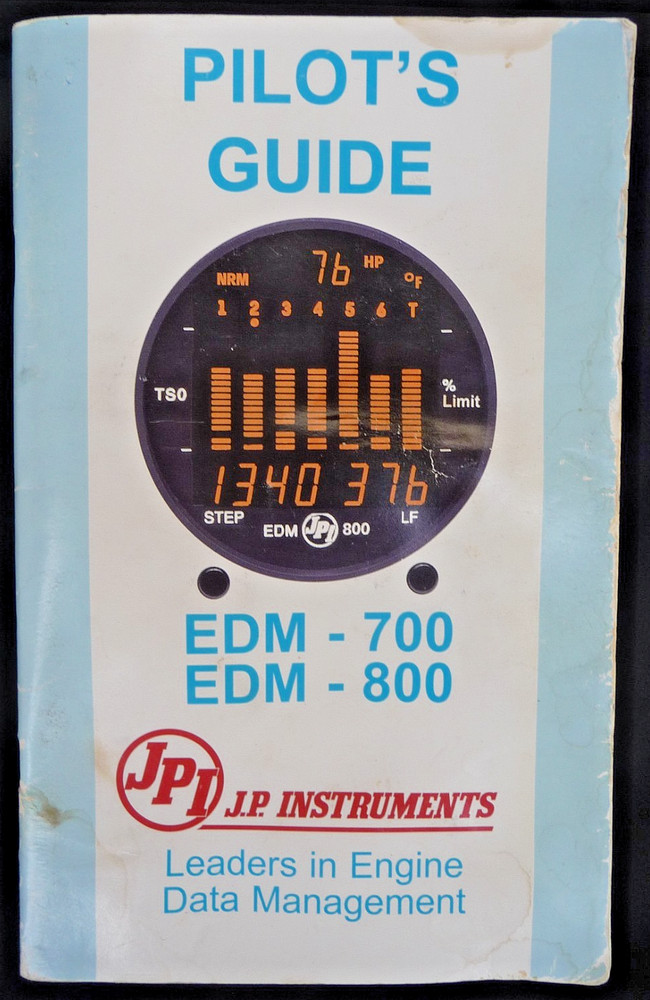 PILOT'S
GUIDE
76 HP
NRM °F
1 2 3 4 5 6 T
TSO % Limit
1340 376
STEP LF
EDM JPI 800
EDM - 700
EDM - 800
JPI J.P. INSTRUMENTS
Leaders in Engine
Data Management